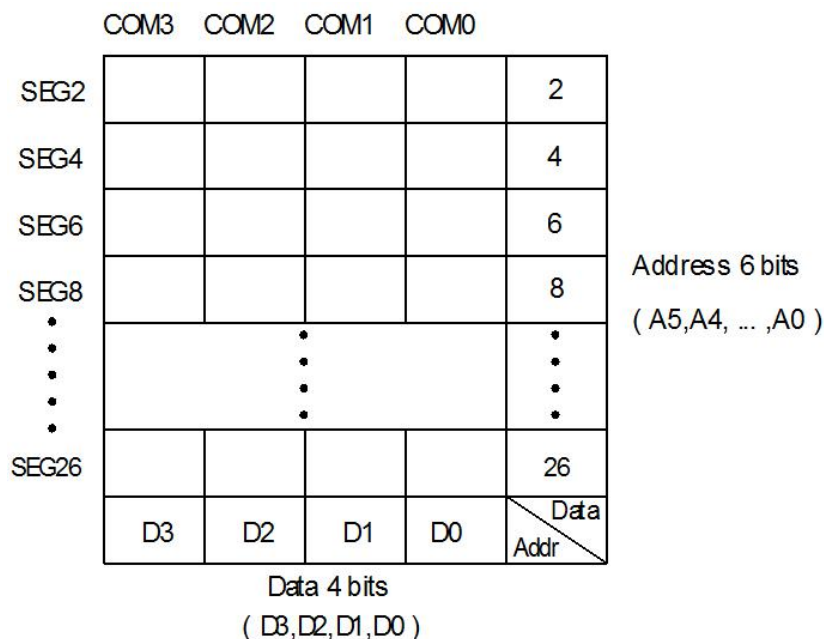 COM3 COM2 COM1 COM0
SEG2 2
SEG4 4
SEG6 6
SEG8 8
Address 6 bits
( A5,A4, ... ,A0 )
SEG26 26
D3 D2 D1 D0 Data
Addr
Data 4 bits
( D3,D2,D1,D0 )